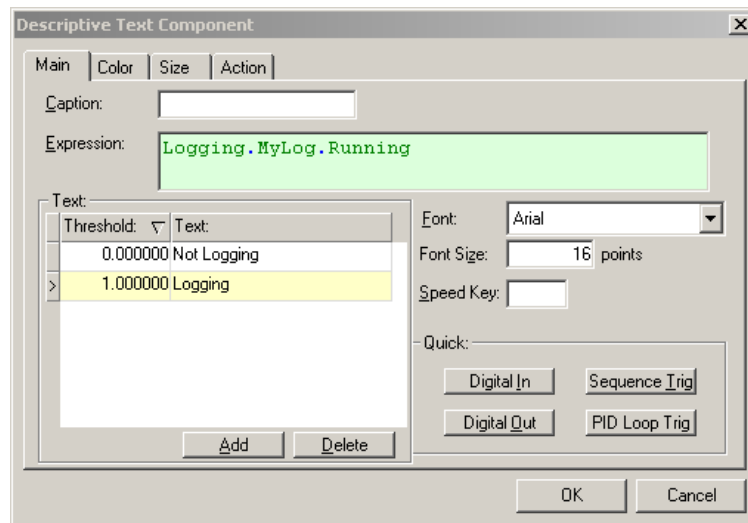 Descriptive Text Component
Main Color Size Action
Caption:
Expression: Logging.MyLog.Running
Text:
Threshold: Text:
0.000000 Not Logging
> 1.000000 Logging
Add Delete
Font: Arial
Font Size: 16 points
Speed Key:
Quick:
Digital In Sequence Trig
Digital Out PID Loop Trig
OK Cancel